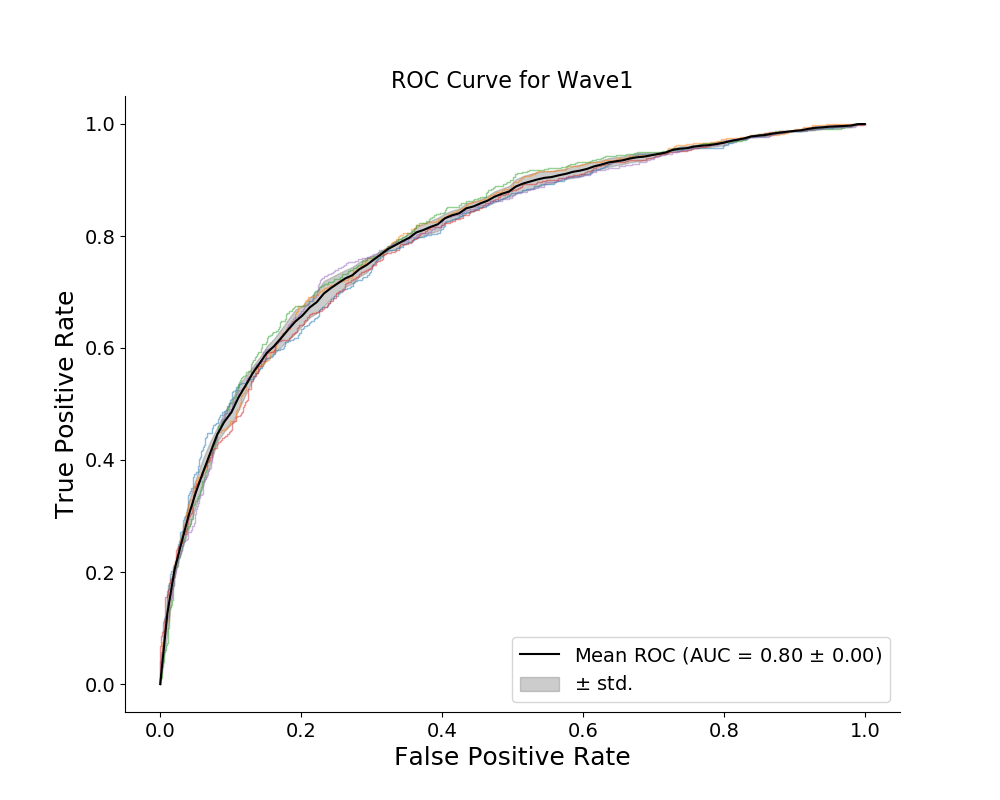 ROC Curve for Wave1
True Positive Rate
1.0
0.8
0.6
0.4
0.2
0.0
Mean ROC (AUC = 0.80 ± 0.00)
± std.
0.0 0.2 0.4 0.6 0.8 1.0
False Positive Rate